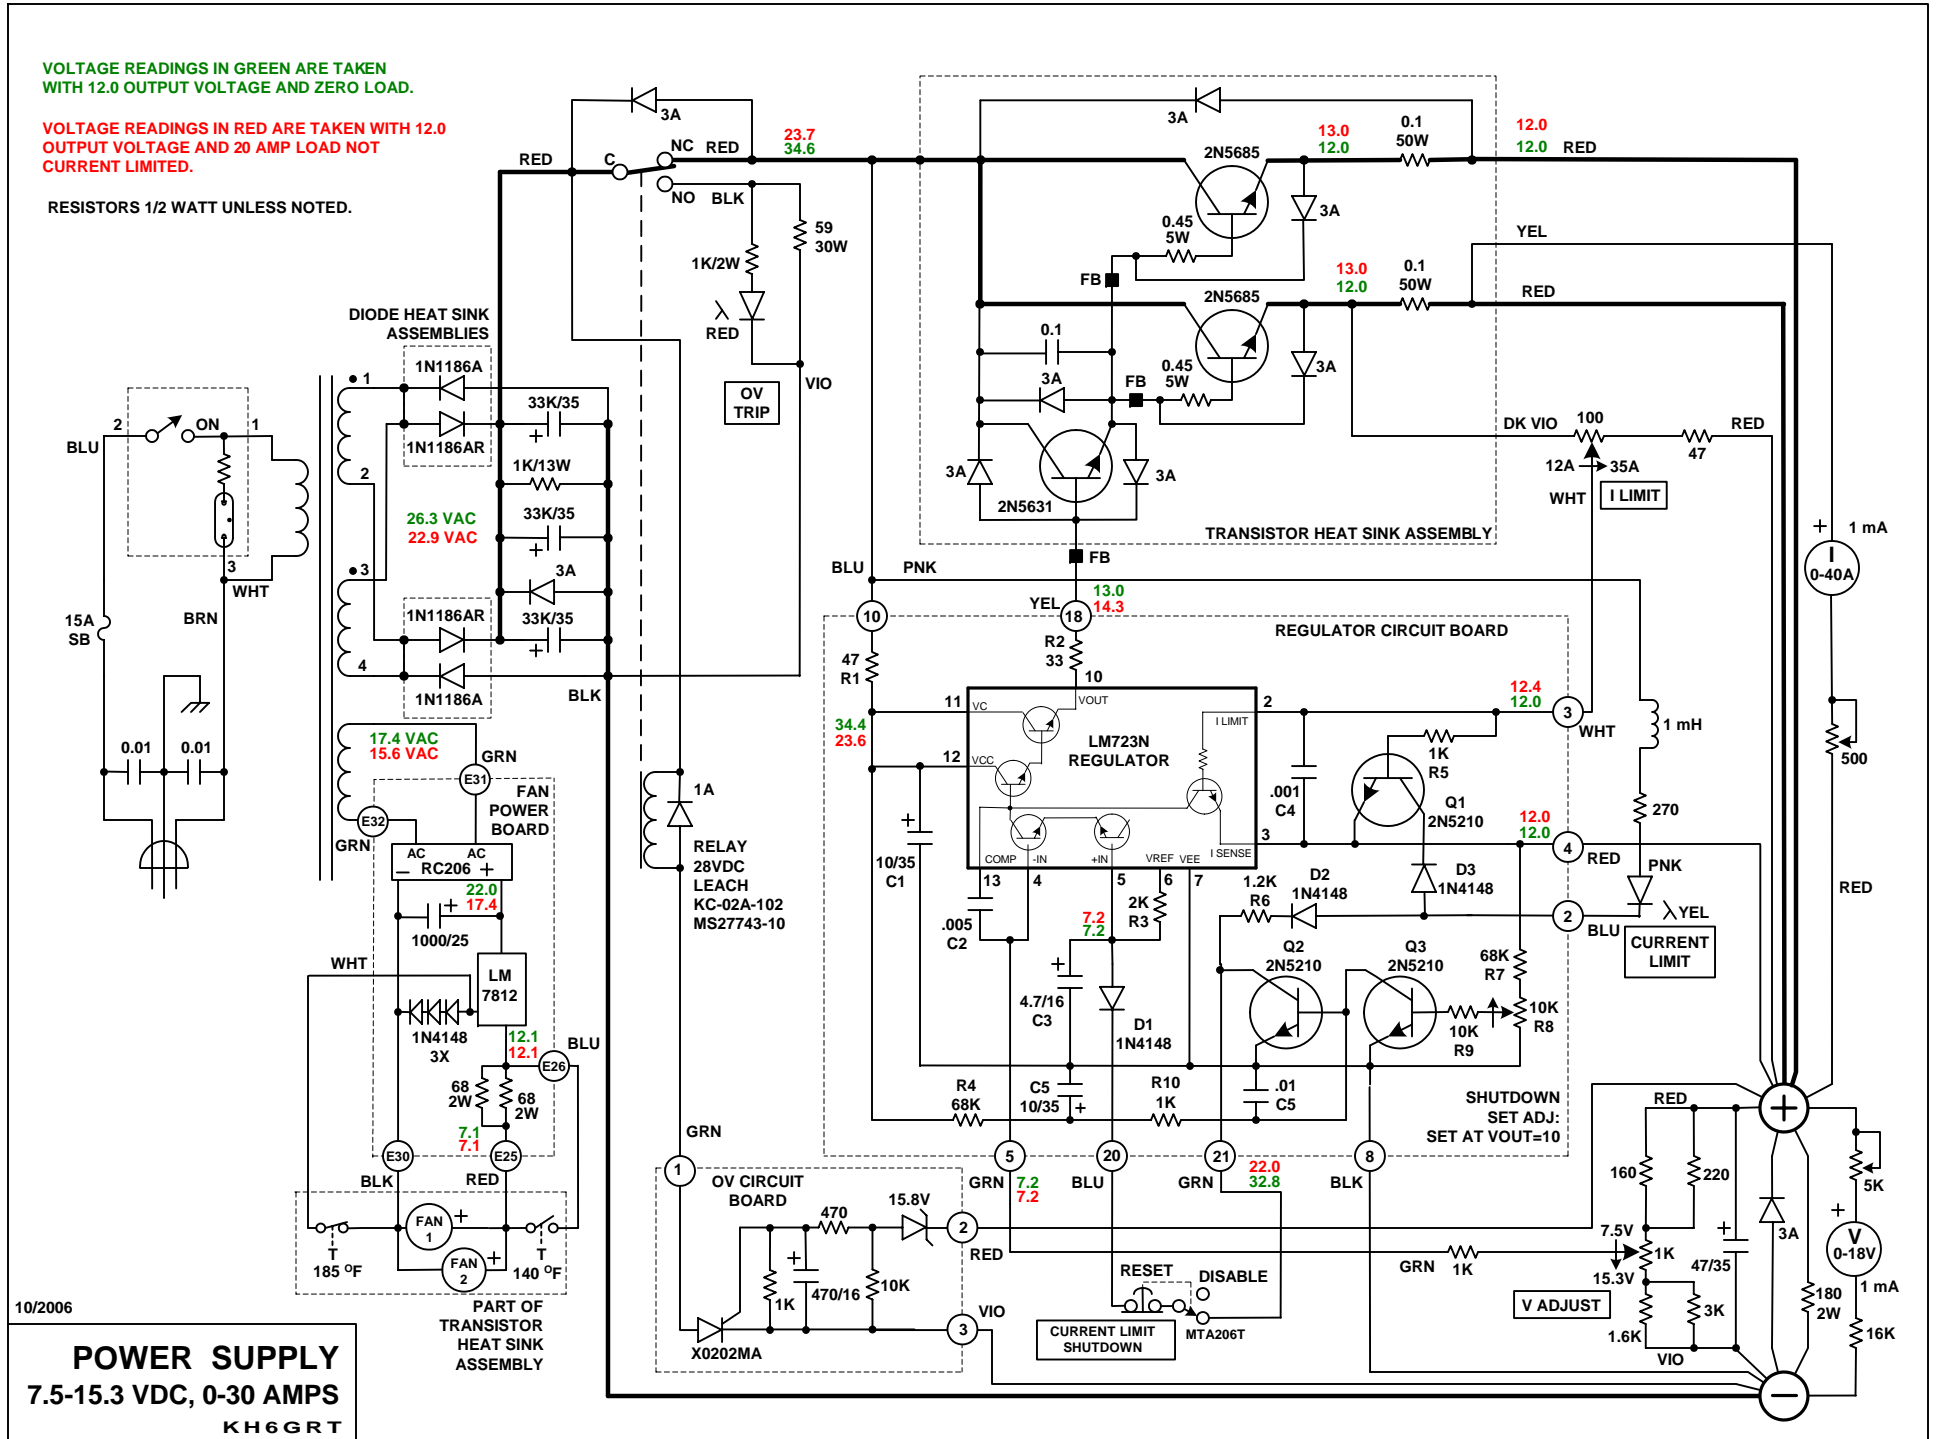 VOLTAGE READINGS IN GREEN ARE TAKEN
WITH 12.0 OUTPUT VOLTAGE AND ZERO LOAD.
VOLTAGE READINGS IN RED ARE TAKEN WITH 12.0
OUTPUT VOLTAGE AND 20 AMP LOAD NOT
CURRENT LIMITED.
RESISTORS 1/2 WATT UNLESS NOTED.
3A
RED
C
NC
RED
NO
BLK
23.7
34.6
59
30W
1K/2W
λ
RED
OV
TRIP
VIO
3A
2N5685
13.0
12.0
0.1
50W
12.0
12.0
RED
3A
0.45
5W
FB
YEL
2N5685
13.0
12.0
0.1
50W
RED
3A
0.1
3A
FB
0.45
5W
3A
2N5631
3A
TRANSISTOR HEAT SINK ASSEMBLY
FB
DK VIO
100
47
RED
12A
35A
WHT
I LIMIT
+
1 mA
I
0-40A
500
RED
DIODE HEAT SINK
ASSEMBLIES
1N1186A
1N1186AR
1
2
3
4
26.3 VAC
22.9 VAC
1N1186AR
1N1186A
33K/35
+
1K/13W
33K/35
+
3A
33K/35
+
BLK
2
ON
1
BLU
3
WHT
BRN
15A
SB
0.01
0.01
17.4 VAC
15.6 VAC
GRN
E31
FAN
POWER
BOARD
E32
GRN
AC
AC
RC206
−
+
22.0
17.4
+
1000/25
WHT
LM
7812
1N4148
3X
12.1
12.1
BLU
E26
68
2W
68
2W
7.1
7.1
E30
E25
BLK
RED
FAN
1
+
FAN
2
+
T
185 ºF
T
140 ºF
PART OF
TRANSISTOR
HEAT SINK
ASSEMBLY
1A
RELAY
28VDC
LEACH
KC-02A-102
MS27743-10
GRN
1
OV CIRCUIT
BOARD
15.8V
470
+
1K
470/16
10K
X0202MA
2
RED
3
VIO
BLU
PNK
10
YEL
18
13.0
14.3
REGULATOR CIRCUIT BOARD
47
R1
R2
33
10
11
VC
VOUT
2
I LIMIT
34.4
23.6
12
VCC
LM723N
REGULATOR
3
I SENSE
COMP
-IN
+IN
VREF
VEE
13
4
5
6
7
+
10/35
C1
.005
C2
7.2
7.2
2K
R3
+
4.7/16
C3
D1
1N4148
.001
C4
1K
R5
Q1
2N5210
12.4
12.0
3
WHT
12.0
12.0
4
RED
1.2K
R6
D2
1N4148
D3
1N4148
2
BLU
1 mH
270
PNK
λ
YEL
CURRENT
LIMIT
Q2
2N5210
Q3
2N5210
68K
R7
10K
R8
10K
R9
R4
68K
C5
10/35
+
R10
1K
.01
C5
SHUTDOWN
SET ADJ:
SET AT VOUT=10
5
20
21
8
GRN
7.2
7.2
BLU
GRN
22.0
32.8
BLK
RESET
DISABLE
MTA206T
CURRENT LIMIT
SHUTDOWN
GRN
1K
RED
160
220
7.5V
1K
15.3V
V ADJUST
1.6K
3K
VIO
+
47/35
3A
180
2W
+
−
5K
+
V
0-18V
1 mA
16K
10/2006
POWER SUPPLY
7.5-15.3 VDC, 0-30 AMPS
KH6GRT